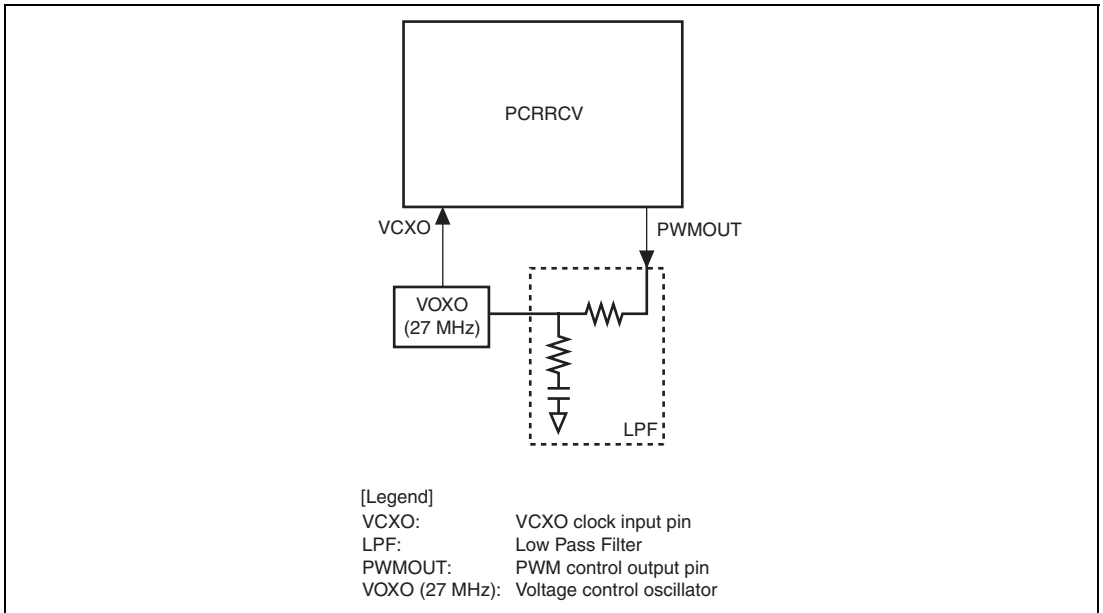 PCRRCV
VCXO
PWMOUT
VOXO
(27 MHz)
LPF
[Legend]
VCXO: VCXO clock input pin
LPF: Low Pass Filter
PWMOUT: PWM control output pin
VOXO (27 MHz): Voltage control oscillator